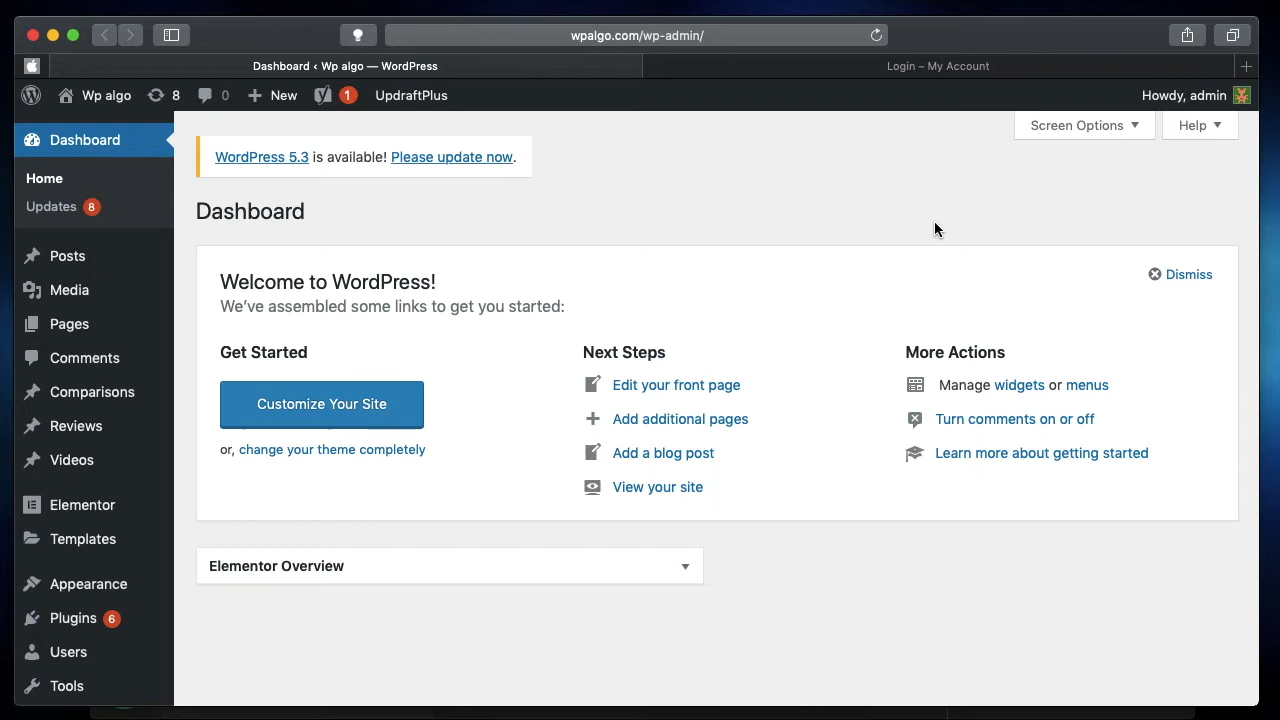 wpalgo.com/wp-admin/
Dashboard ‹ Wp algo — WordPress
Login – My Account
Wp algo
8
0
New
1
UpdraftPlus
Howdy, admin
Dashboard
Home
Updates 8
Posts
Media
Pages
Comments
Comparisons
Reviews
Videos
Elementor
Templates
Appearance
Plugins 6
Users
Tools
Screen Options
Help
WordPress 5.3 is available! Please update now.
Dashboard
Welcome to WordPress!
We've assembled some links to get you started:
Dismiss
Get Started
Customize Your Site
or, change your theme completely
Next Steps
Edit your front page
Add additional pages
Add a blog post
View your site
More Actions
Manage widgets or menus
Turn comments on or off
Learn more about getting started
Elementor Overview